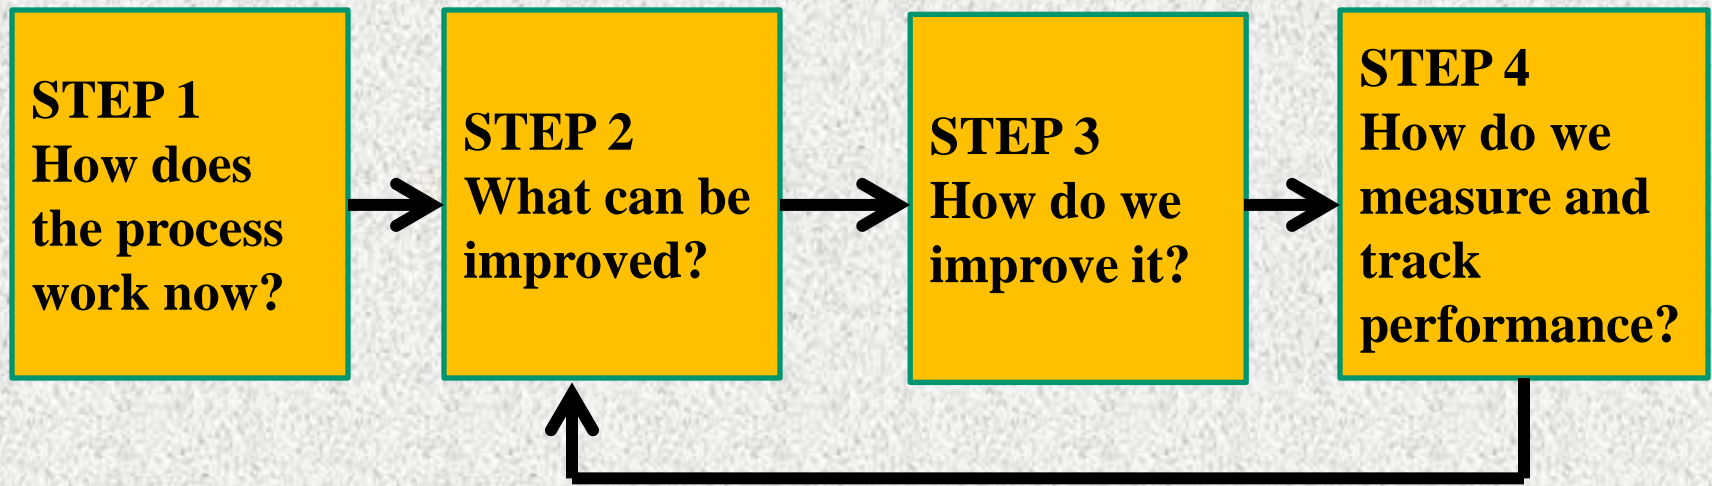 STEP 1
How does
the process
work now?
STEP 2
What can be
improved?
STEP 3
How do we
improve it?
STEP 4
How do we
measure and
track
performance?